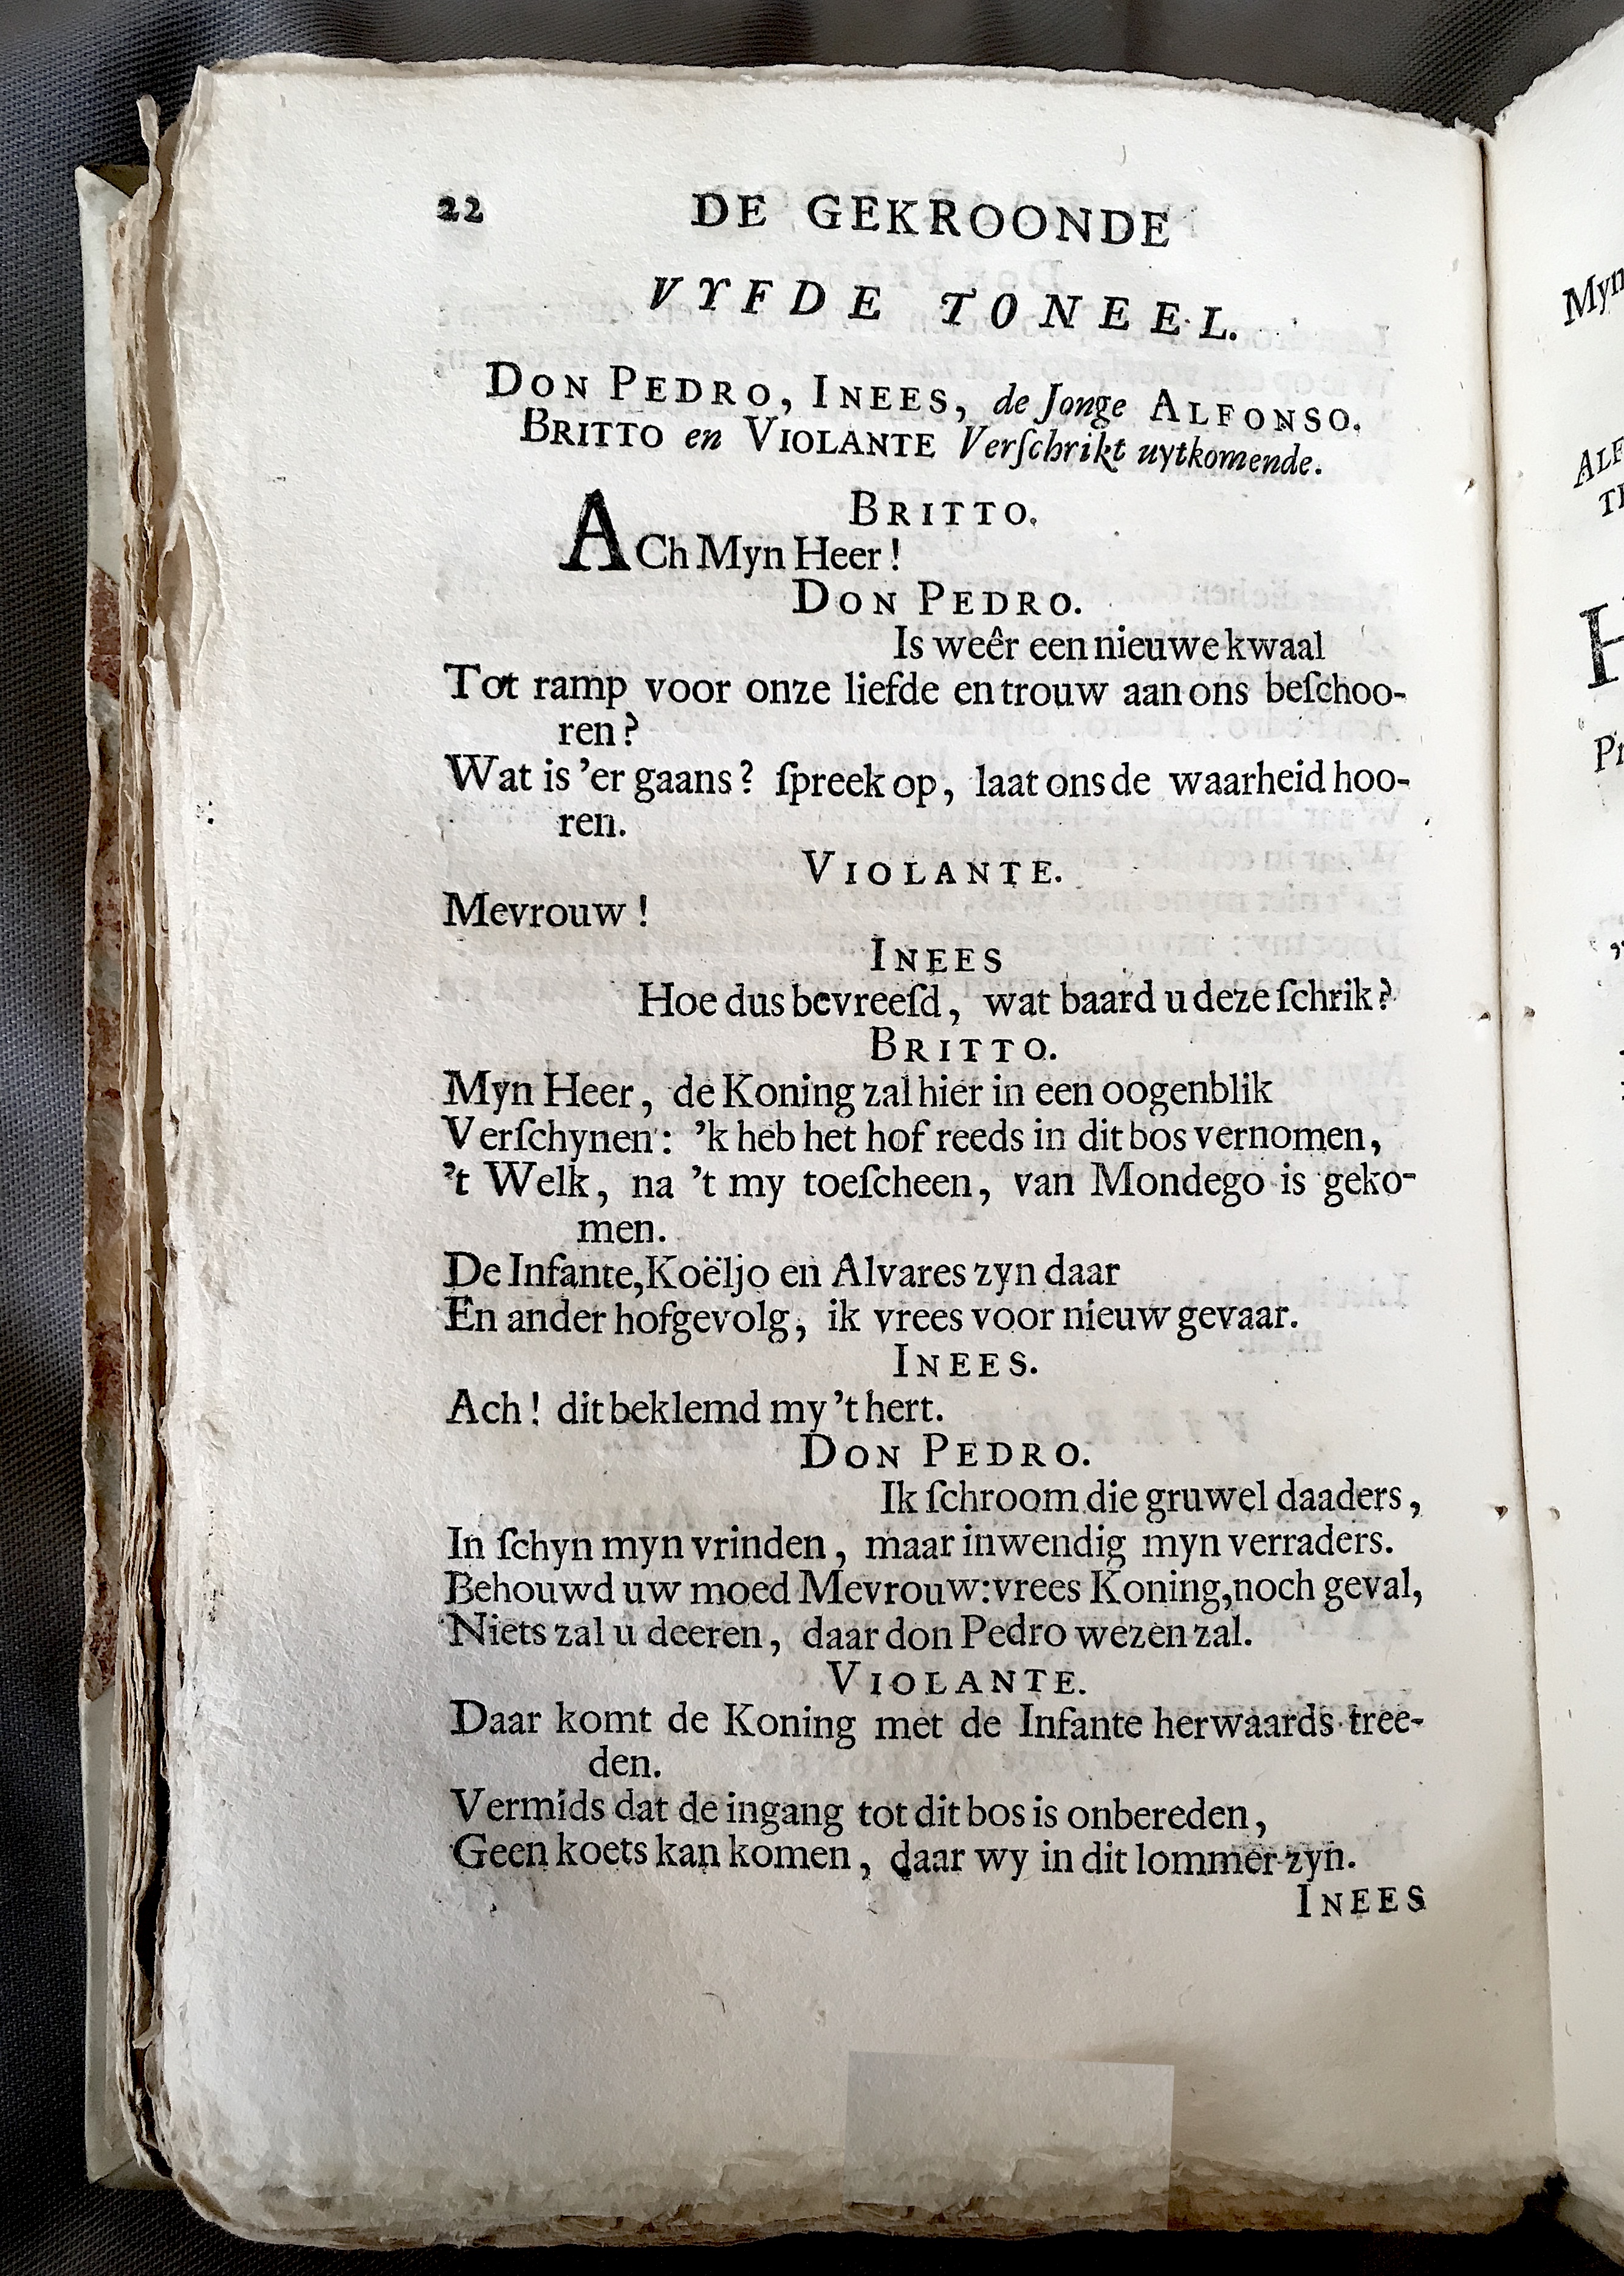 22 DE GEKROONDE
VYFDE TONEEL.
DON PEDRO, INEES, de Jonge ALFONSO.
BRITTO en VIOLANTE Verſchrikt uytkomende.
BRITTO.
ACh Myn Heer!
DON PEDRO.
Is weêr een nieuwe kwaal
Tot ramp voor onze liefde en trouw aan ons beſchoo-
ren?
Wat is 'er gaans? ſpreek op, laat ons de waarheid hoo-
ren.
VIOLANTE.
Mevrouw!
INEES
Hoe dus bevreeſd, wat baard u deze ſchrik?
BRITTO.
Myn Heer, de Koning zal hier in een oogenblik
Verſchynen: 'k heb het hof reeds in dit bos vernomen,
't Welk, na 't my toeſcheen, van Mondego is geko-
men.
De Infante, Koëljo en Alvares zyn daar
En ander hofgevolg, ik vrees voor nieuw gevaar.
INEES.
Ach! dit beklemd my 't hert.
DON PEDRO.
Ik ſchroom die gruwel daaders,
In ſchyn myn vrinden, maar inwendig myn verraders.
Behouwd uw moed Mevrouw: vrees Koning, noch geval,
Niets zal u deeren, daar don Pedro wezen zal.
VIOLANTE.
Daar komt de Koning met de Infante herwaards tree-
den.
Vermids dat de ingang tot dit bos is onbereden,
Geen koets kan komen, daar wy in dit lommer zyn.
INEES
Myn